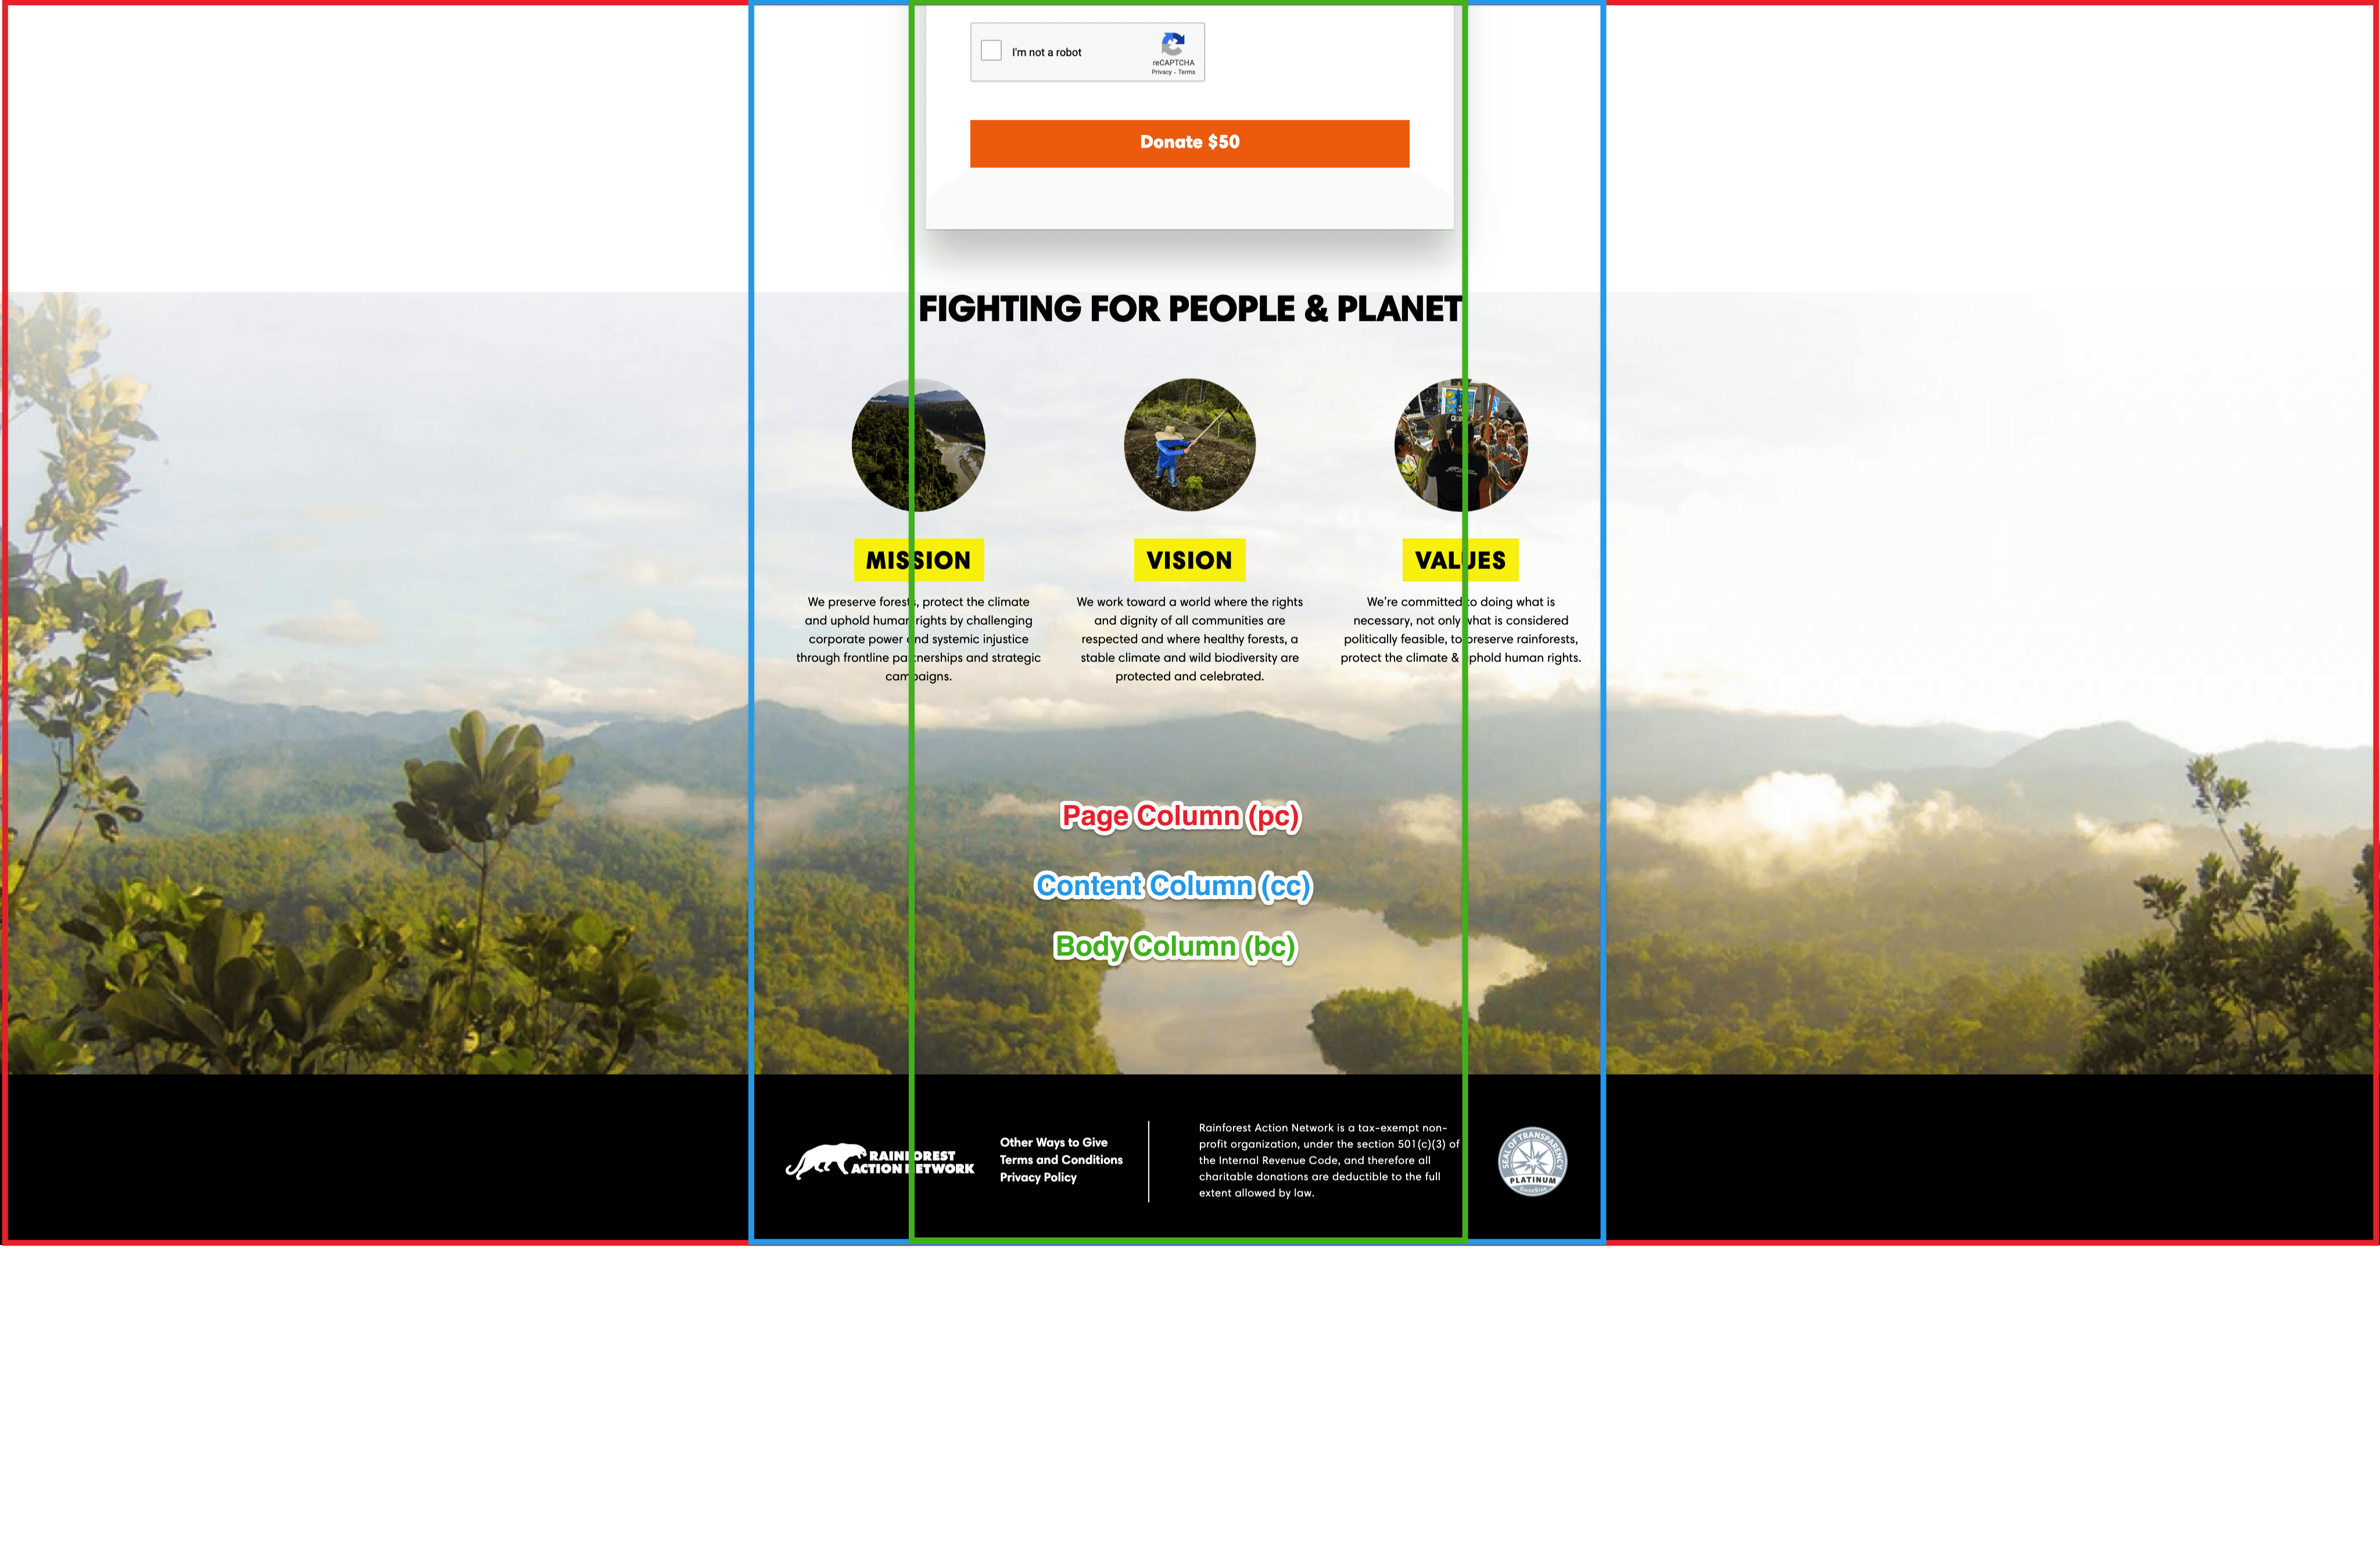 I'm not a robot
reCAPTCHA
Privacy - Terms
Donate $50
FIGHTING FOR PEOPLE & PLANET
MISSION
We preserve forests, protect the climate
and uphold human rights by challenging
corporate power and systemic injustice
through frontline partnerships and strategic
campaigns.
VISION
We work toward a world where the rights
and dignity of all communities are
respected and where healthy forests, a
stable climate and wild biodiversity are
protected and celebrated.
VALUES
We're committed to doing what is
necessary, not only what is considered
politically feasible, to preserve rainforests,
protect the climate & uphold human rights.
Page Column (pc)
Content Column (cc)
Body Column (bc)
RAINFOREST
ACTION NETWORK
Other Ways to Give
Terms and Conditions
Privacy Policy
Rainforest Action Network is a tax-exempt non-
profit organization, under the section 501(c)(3) of
the Internal Revenue Code, and therefore all
charitable donations are deductible to the full
extent allowed by law.
SEAL OF TRANSPARENCY
PLATINUM
GUIDESTAR